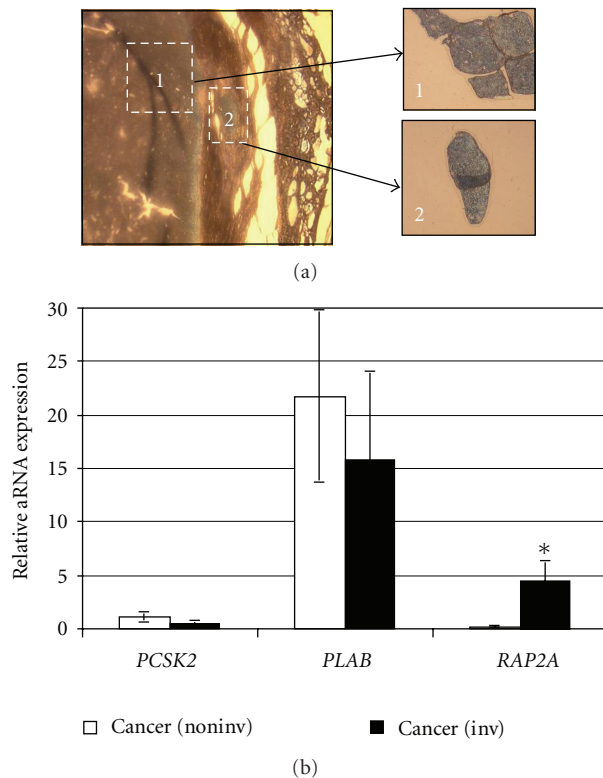 1
2
1
2
(a)
30
25
20
15
10
5
0
Relative aRNA expression
*
PCSK2 PLAB RAP2A
Cancer (noninv) Cancer (inv)
(b)